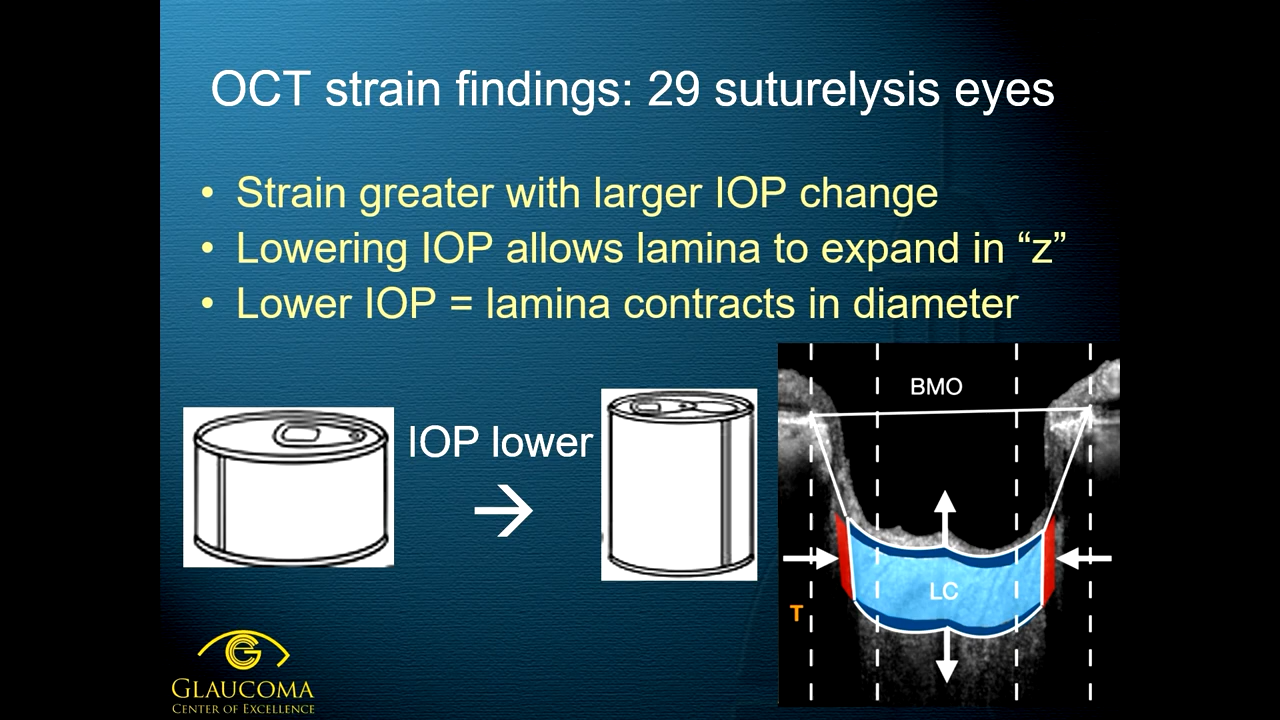 OCT strain findings: 29 suturelysis eyes
• Strain greater with larger IOP change
• Lowering IOP allows lamina to expand in “z”
• Lower IOP = lamina contracts in diameter
IOP lower
BMO
LC
T
GLAUCOMA
CENTER OF EXCELLENCE